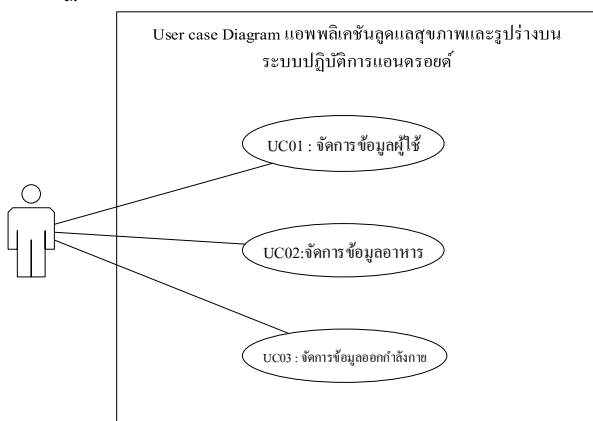 User case Diagram แอพพลิเคชันลูดแลสุขภาพและรูปร่างบน
ระบบปฏิบัติการแอนดรอยด์
UC01 : จัดการข้อมูลผู้ใช้
UC02:จัดการข้อมูลอาหาร
UC03 : จัดการข้อมูลออกกำลังกาย